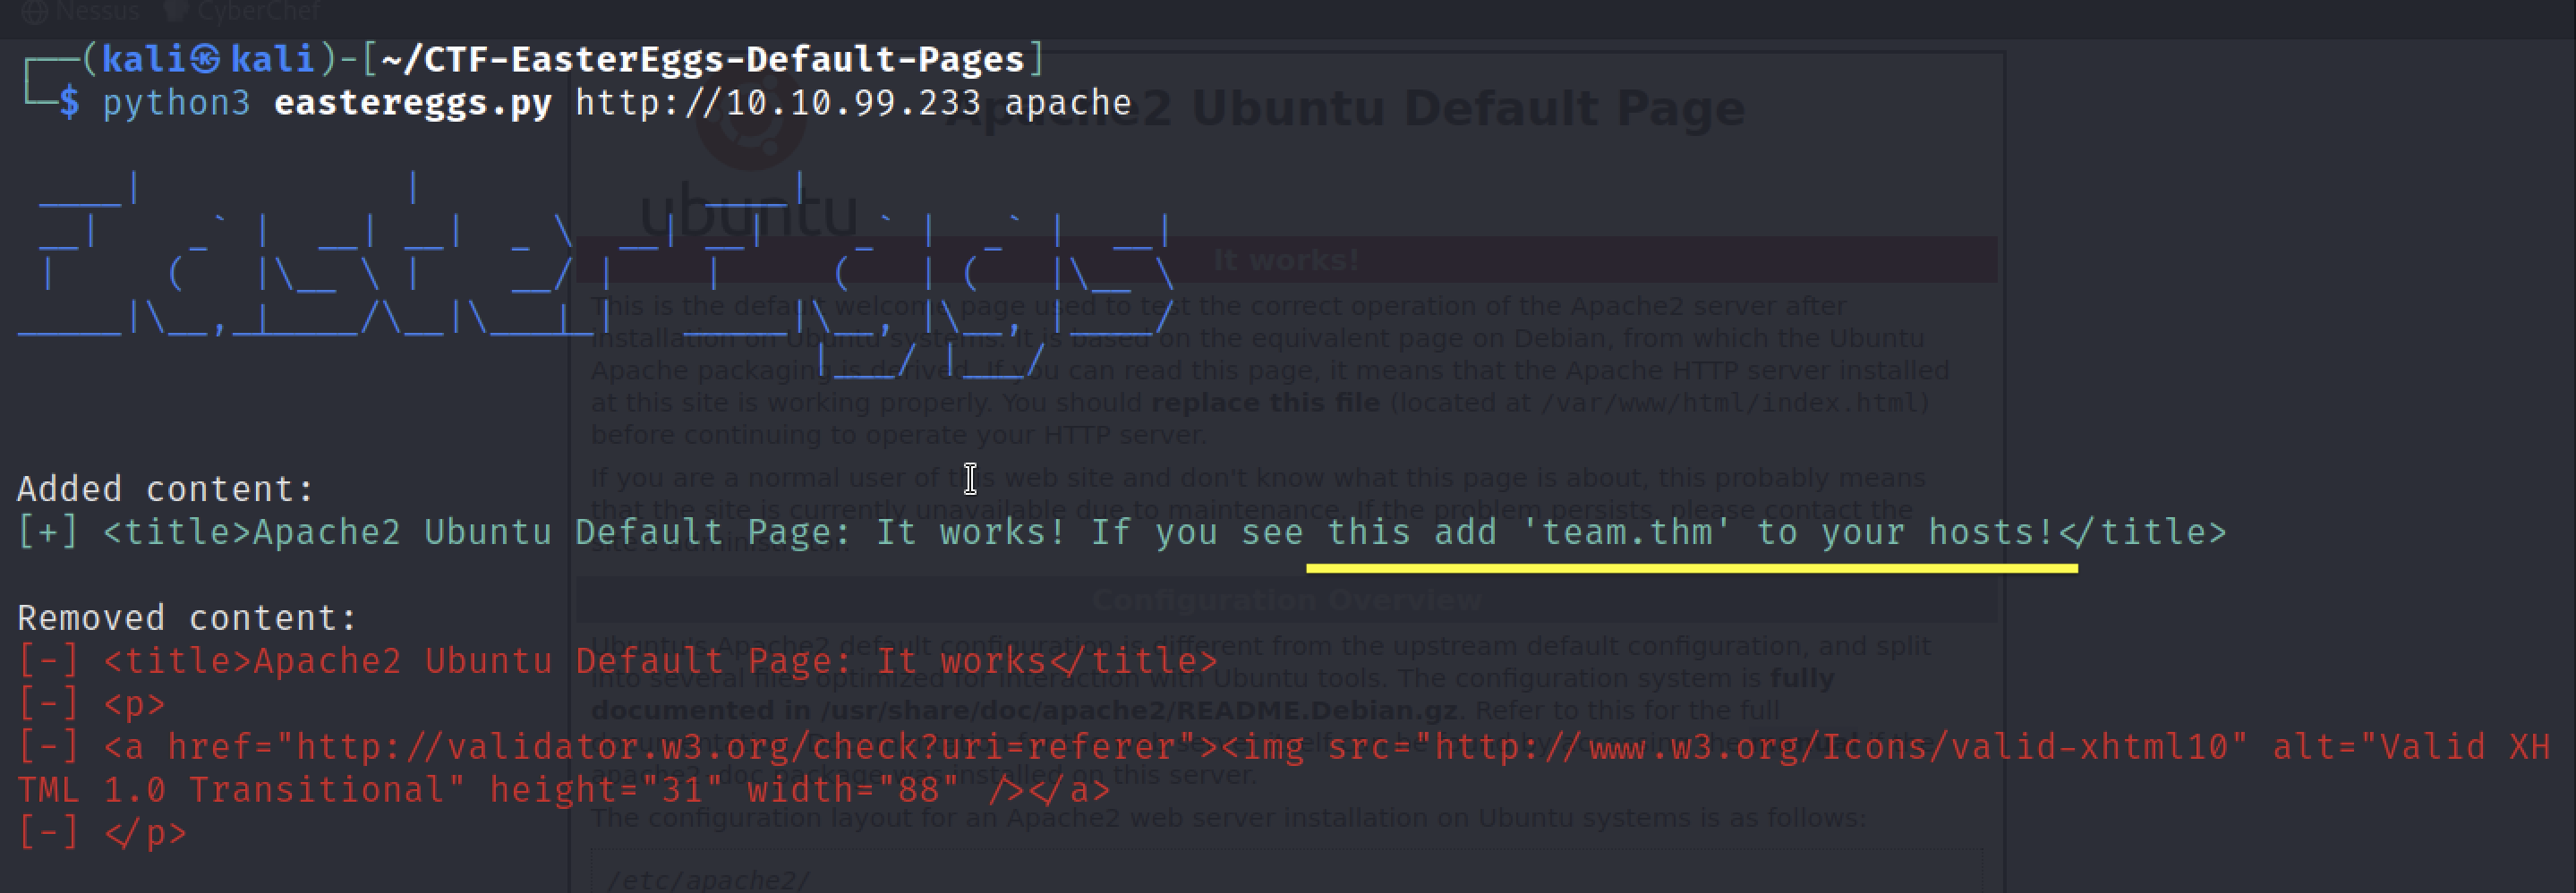 Nessus CyberChef
┌──(kali㉿kali)-[~/CTF-EasterEggs-Default-Pages]
└─$ python3 eastereggs.py http://10.10.99.233 apache
Apache2 Ubuntu Default Page
ubuntu
It works!
This is the default welcome page used to test the correct operation of the Apache2 server after
installation on Ubuntu systems. It is based on the equivalent page on Debian, from which the Ubuntu
Apache packaging is derived. If you can read this page, it means that the Apache HTTP server installed
at this site is working properly. You should replace this file (located at /var/www/html/index.html)
before continuing to operate your HTTP server.
If you are a normal user of this web site and don't know what this page is about, this probably means
that the site is currently unavailable due to maintenance. If the problem persists, please contact the
site's administrator.
Added content:
[+] <title>Apache2 Ubuntu Default Page: It works! If you see this add 'team.thm' to your hosts!</title>
Configuration Overview
Removed content:
Ubuntu's Apache2 default configuration is different from the upstream default configuration, and split
[-] <title>Apache2 Ubuntu Default Page: It works</title>
into several files optimized for interaction with Ubuntu tools. The configuration system is fully
[-] <p>
documented in /usr/share/doc/apache2/README.Debian.gz. Refer to this for the full
[-] <a href="http://validator.w3.org/check?uri=referer"><img src="http://www.w3.org/Icons/valid-xhtml10" alt="Valid XH
TML 1.0 Transitional" height="31" width="88" /></a>
apache2-doc package was installed on this server.
The configuration layout for an Apache2 web server installation on Ubuntu systems is as follows:
[-] </p>
/etc/apache2/